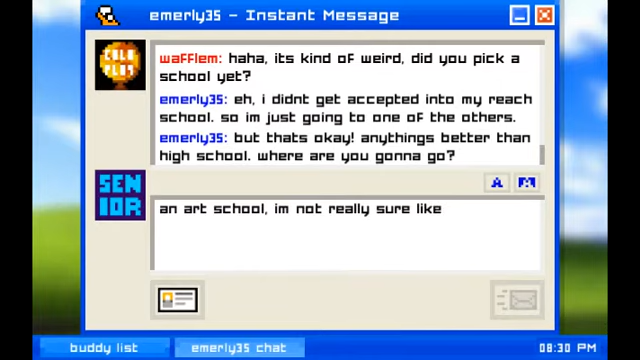 emerly35 - Instant Message
COLD PLAY
wafflem: haha, its kind of weird, did you pick a
school yet?
emerly35: eh, i didnt get accepted into my reach
school. so im just going to one of the others.
emerly35: but thats okay! anythings better than
high school. where are you gonna go?
SEN
IOR
A A
an art school, im not really sure like
buddy list
emerly35 chat
08:30 PM